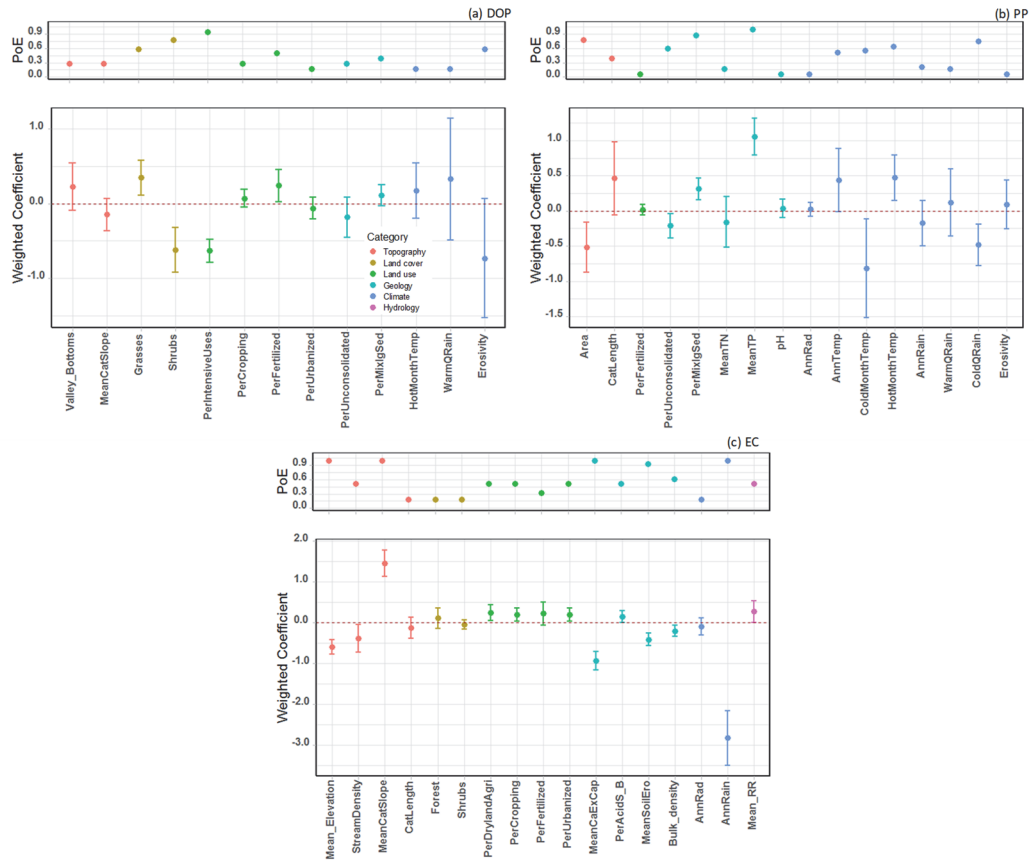 (a) DOP
PoE
0.9
0.6
0.3
0.0
Weighted Coefficient
1.0
0.0
-1.0
Category
Topography
Land cover
Land use
Geology
Climate
Hydrology
Valley_Bottoms
MeanCatSlope
Grasses
Shrubs
PerIntensiveUses
PerCropping
PerFertilized
PerUrbanized
PerUnconsolidated
PerMixIgSed
HotMonthTemp
WarmQRain
Erosivity
(b) PP
PoE
0.9
0.6
0.3
0.0
Weighted Coefficient
1.0
0.5
0.0
-0.5
-1.0
-1.5
Area
CatLength
PerFertilized
PerUnconsolidated
PerMixIgSed
MeanTN
MeanTP
pH
AnnRad
AnnTemp
ColdMonthTemp
HotMonthTemp
AnnRain
WarmQRain
ColdQRain
Erosivity
(c) EC
PoE
0.9
0.6
0.3
0.0
Weighted Coefficient
2.0
1.0
0.0
-1.0
-2.0
-3.0
Mean_Elevation
StreamDensity
MeanCatSlope
CatLength
Forest
Shrubs
PerDrylandAgri
PerCropping
PerFertilized
PerUrbanized
MeanCaExCap
PerAcidS_B
MeanSoilEro
Bulk_density
AnnRad
AnnRain
Mean_RR